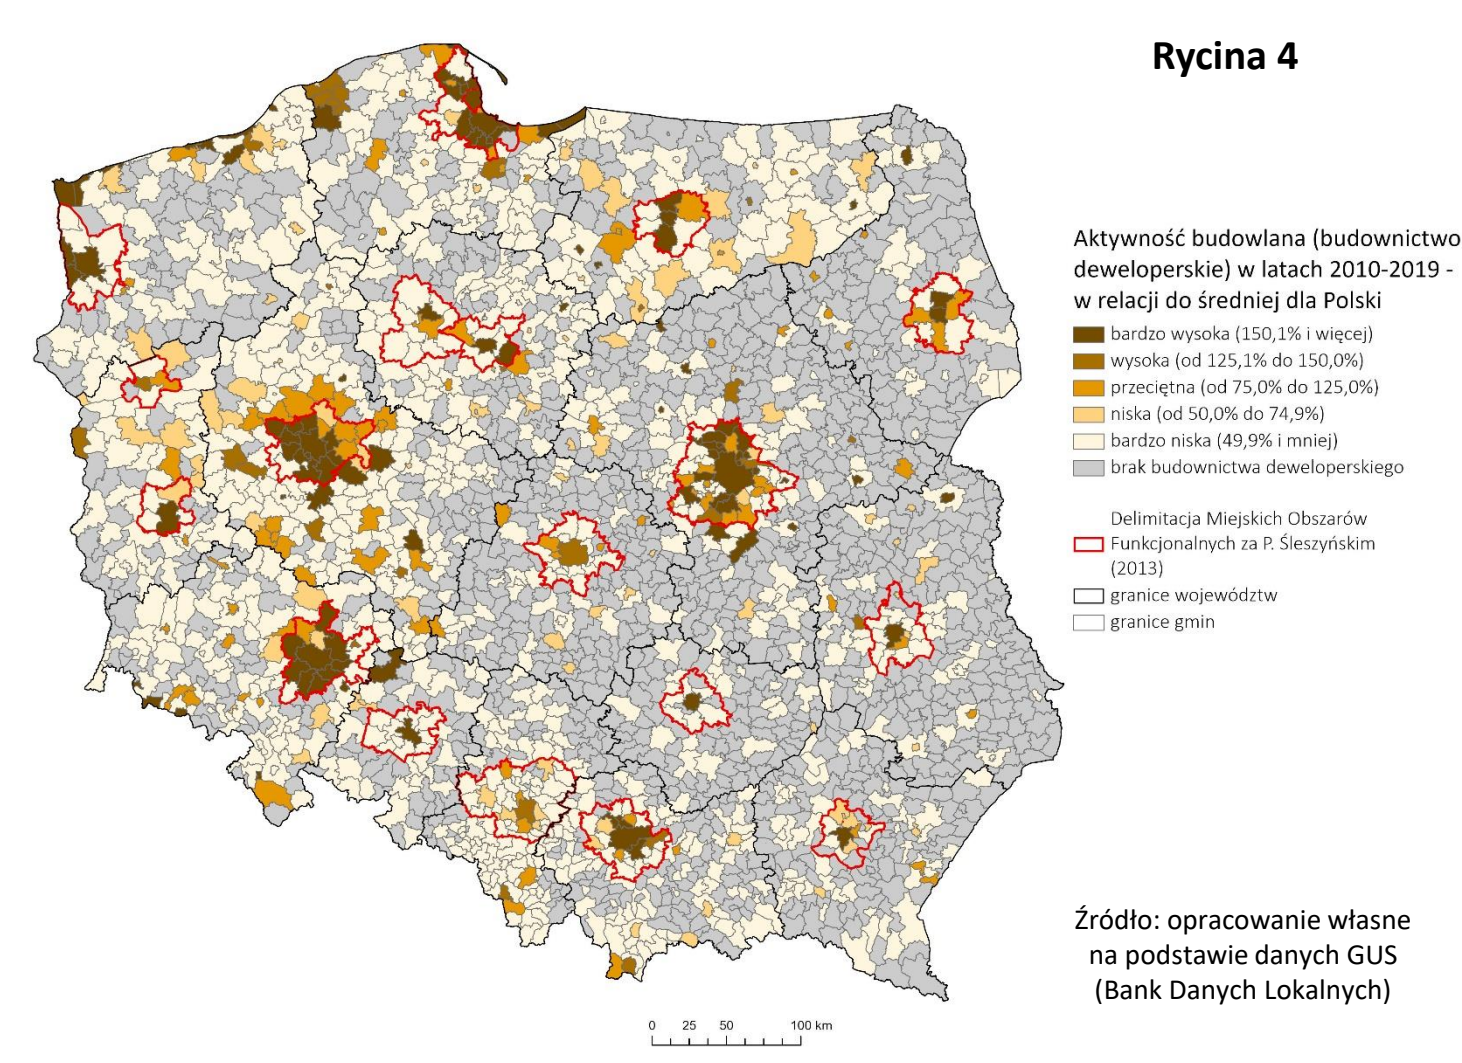 Rycina 4
Aktywność budowlana (budownictwo
deweloperskie) w latach 2010-2019 -
w relacji do średniej dla Polski
bardzo wysoka (150,1% i więcej)
wysoka (od 125,1% do 150,0%)
przeciętna (od 75,0% do 125,0%)
niska (od 50,0% do 74,9%)
bardzo niska (49,9% i mniej)
brak budownictwa deweloperskiego
Delimitacja Miejskich Obszarów
Funkcjonalnych za P. Śleszyńskim
(2013)
granice województw
granice gmin
Źródło: opracowanie własne
na podstawie danych GUS
(Bank Danych Lokalnych)
0 25 50 100 km